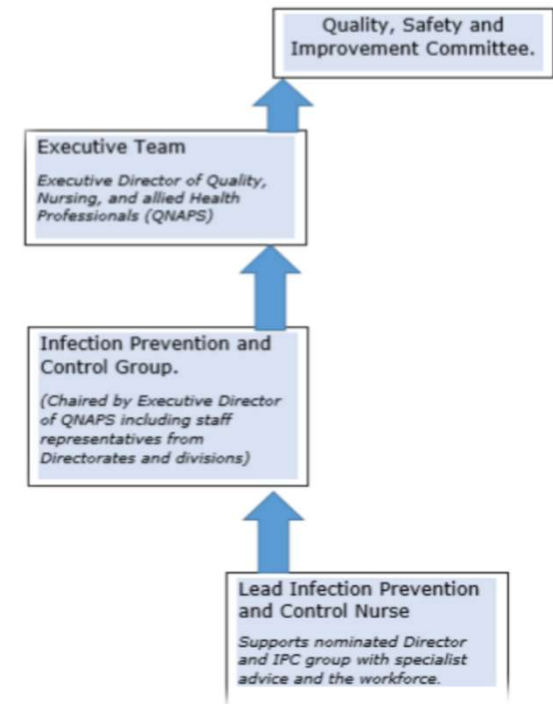 Quality, Safety and
Improvement Committee.
Executive Team
Executive Director of Quality,
Nursing, and allied Health
Professionals (QNAPS)
Infection Prevention and
Control Group.
(Chaired by Executive Director
of QNAPS including staff
representatives from
Directorates and divisions)
Lead Infection Prevention
and Control Nurse
Supports nominated Director
and IPC group with specialist
advice and the workforce.